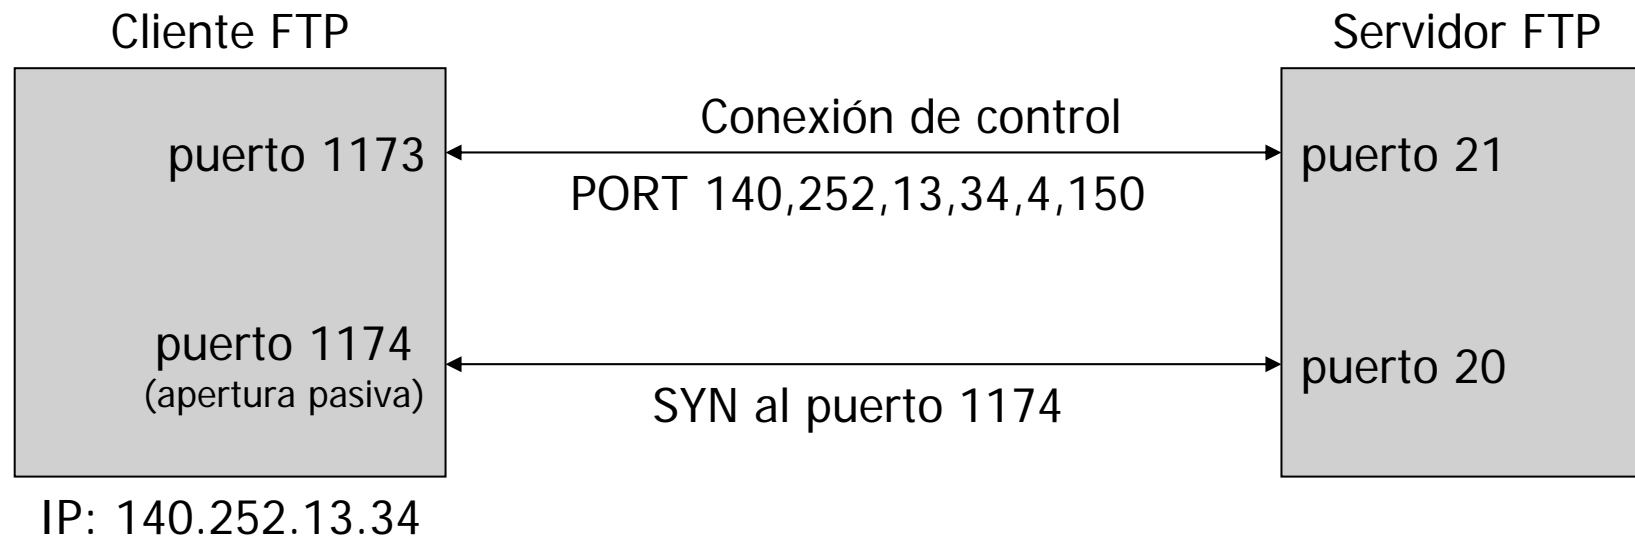 Cliente FTP
Servidor FTP
Conexión de control
puerto 1173
puerto 21
PORT 140,252,13,34,4,150
puerto 1174
(apertura pasiva)
puerto 20
SYN al puerto 1174
IP: 140.252.13.34